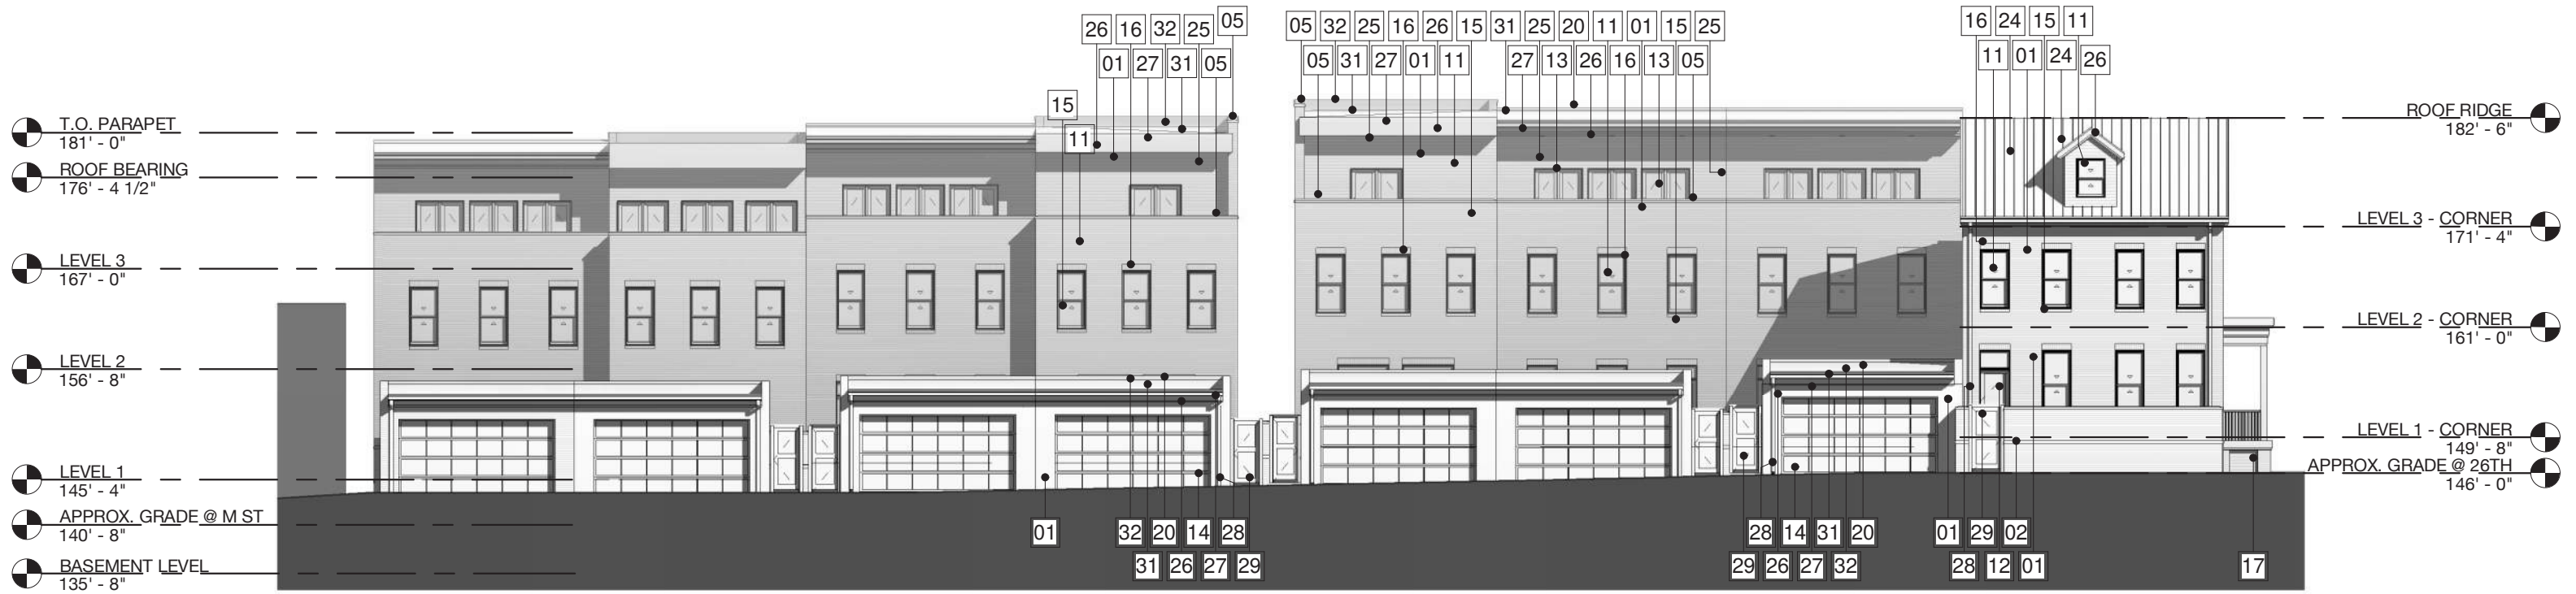 T.O. PARAPET
181' - 0"
ROOF BEARING
176' - 4 1/2"
LEVEL 3
167' - 0"
LEVEL 2
156' - 8"
LEVEL 1
145' - 4"
APPROX. GRADE @ M ST
140' - 8"
BASEMENT LEVEL
135' - 8"
26 16 32 25 05
01 27 31 05
15
11
05 32 25 16 26 15 31 25 20 11 01 15 25
05 31 27 01 11 27 13 26 16 13 05
16 24 15 11
11 01 24 26
01 32 20 14 28
31 26 27 29
28 14 31 20 01 29 02
29 26 27 32 28 12 01 17
ROOF RIDGE
182' - 6"
LEVEL 3 - CORNER
171' - 4"
LEVEL 2 - CORNER
161' - 0"
LEVEL 1 - CORNER
149' - 8"
APPROX. GRADE @ 26TH
146' - 0"